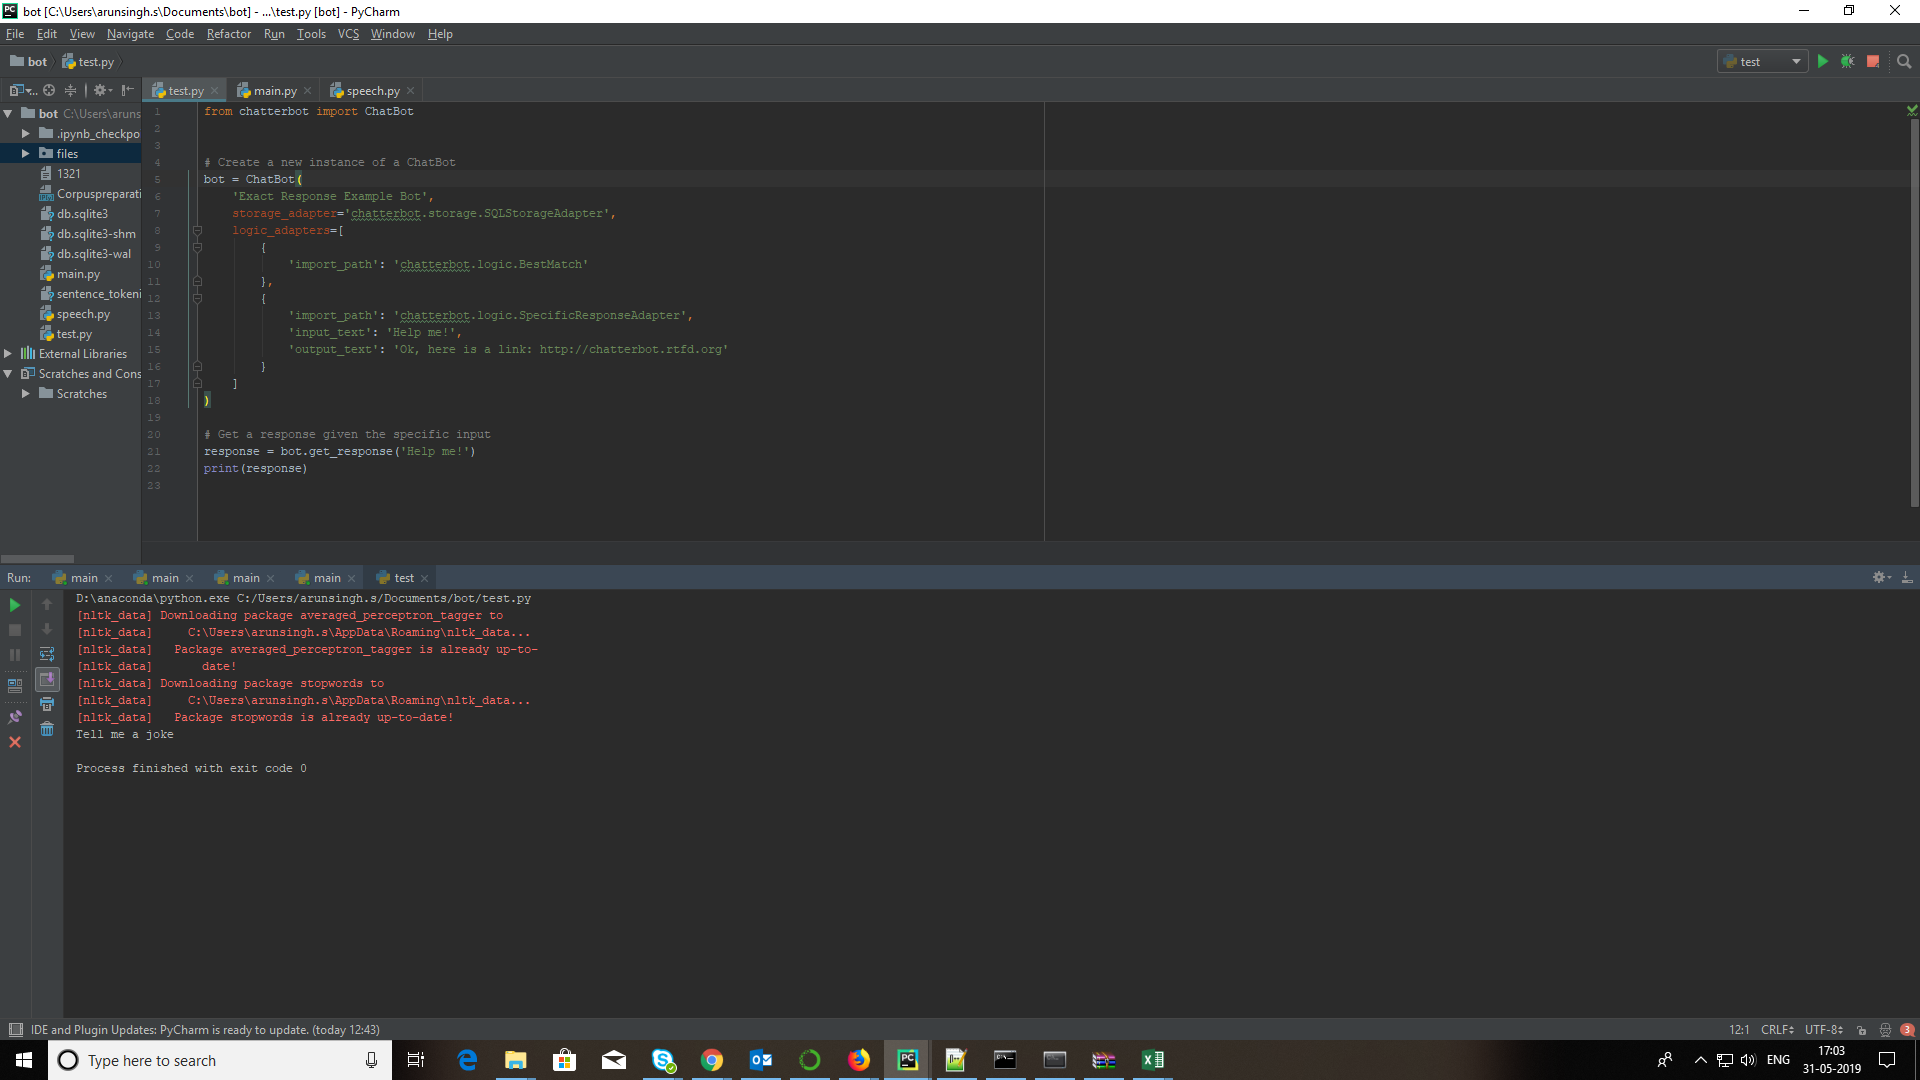 bot [C:\Users\arunsingh.s\Documents\bot] - ...\test.py [bot] - PyCharm
File Edit View Navigate Code Refactor Run Tools VCS Window Help
bot test.py
test
test.py main.py speech.py
bot C:\Users\aruns
.ipynb_checkpo
files
1321
Corpuspreparati
db.sqlite3
db.sqlite3-shm
db.sqlite3-wal
main.py
sentence_tokeni
speech.py
test.py
External Libraries
Scratches and Cons
Scratches
1 from chatterbot import ChatBot
2
3
4 # Create a new instance of a ChatBot
5 bot = ChatBot(
6 'Exact Response Example Bot',
7 storage_adapter='chatterbot.storage.SQLStorageAdapter',
8 logic_adapters=[
9 {
10 'import_path': 'chatterbot.logic.BestMatch'
11 },
12 {
13 'import_path': 'chatterbot.logic.SpecificResponseAdapter',
14 'input_text': 'Help me!',
15 'output_text': 'Ok, here is a link: http://chatterbot.rtfd.org'
16 }
17 ]
18 )
19
20 # Get a response given the specific input
21 response = bot.get_response('Help me!')
22 print(response)
23
Run: main main main main test
D:\anaconda\python.exe C:/Users/arunsingh.s/Documents/bot/test.py
[nltk_data] Downloading package averaged_perceptron_tagger to
[nltk_data]     C:\Users\arunsingh.s\AppData\Roaming\nltk_data...
[nltk_data]   Package averaged_perceptron_tagger is already up-to-
[nltk_data]       date!
[nltk_data] Downloading package stopwords to
[nltk_data]     C:\Users\arunsingh.s\AppData\Roaming\nltk_data...
[nltk_data]   Package stopwords is already up-to-date!
Tell me a joke
Process finished with exit code 0
IDE and Plugin Updates: PyCharm is ready to update. (today 12:43)
12:1 CRLF UTF-8 3
Type here to search
ENG
17:03
31-05-2019